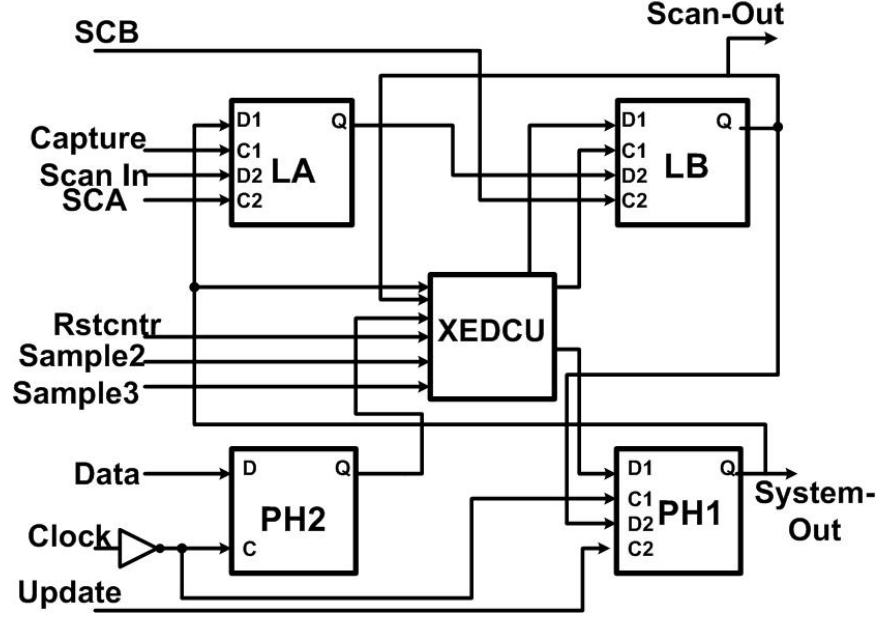 Scan-Out
SCB
D1 Q
C1
D2 LA
C2
Capture
Scan In
SCA
D1 Q
C1
D2 LB
C2
XEDCU
Rstcntr
Sample2
Sample3
Data
Clock
Update
D Q
PH2
C
D1 Q
C1
D2 PH1
C2
System-
Out